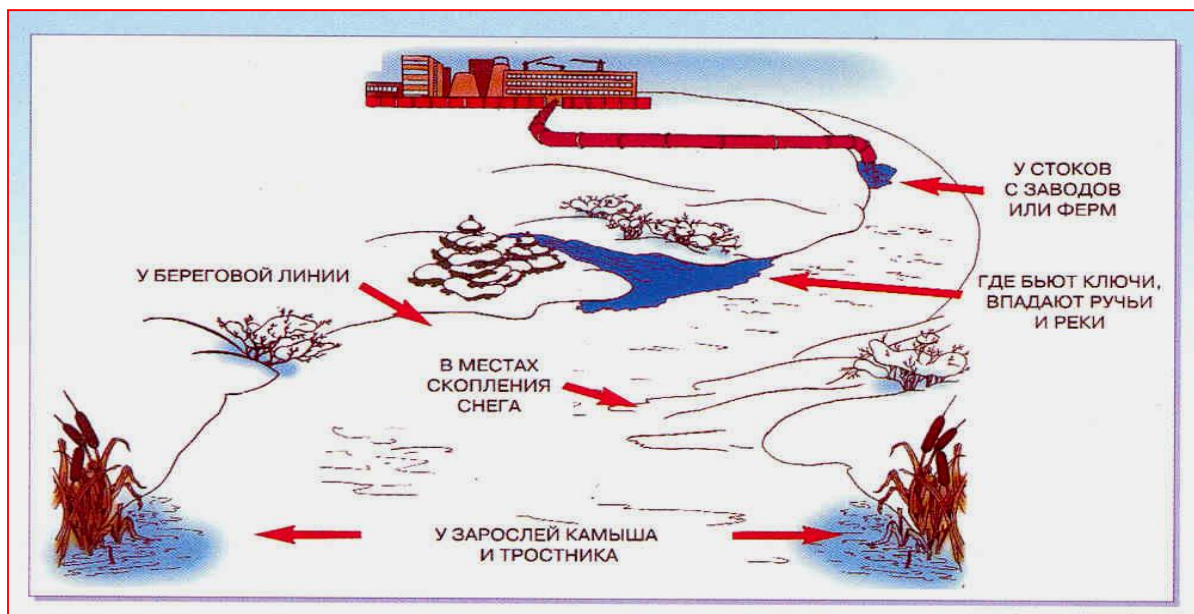 У СТОКОВ
С ЗАВОДОВ
ИЛИ ФЕРМ
У БЕРЕГОВОЙ ЛИНИИ
ГДЕ БЬЮТ КЛЮЧИ,
ВПАДАЮТ РУЧЬИ
И РЕКИ
В МЕСТАХ
СКОПЛЕНИЯ
СНЕГА
У ЗАРОСЛЕЙ КАМЫША
И ТРОСТНИКА